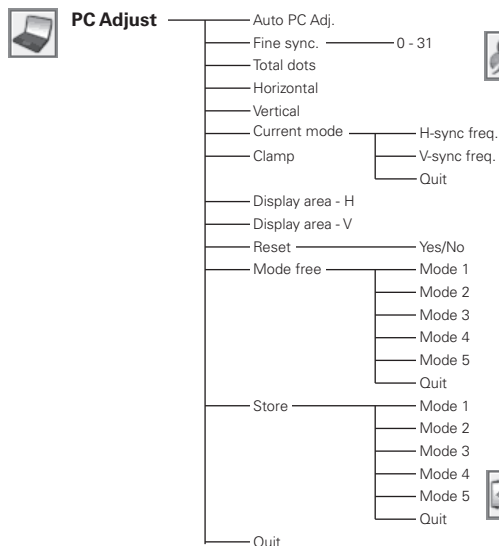 PC Adjust
Auto PC Adj.
Fine sync. 0 - 31
Total dots
Horizontal
Vertical
Current mode H-sync freq.
Clamp V-sync freq.
Quit
Display area - H
Display area - V
Reset Yes/No
Mode free Mode 1
Mode 2
Mode 3
Mode 4
Mode 5
Quit
Store Mode 1
Mode 2
Mode 3
Mode 4
Mode 5
Quit
Quit